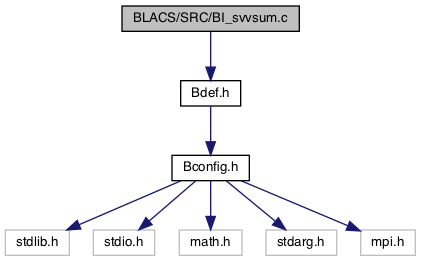 BLACS/SRC/BI_svvsum.c
Bdef.h
Bconfig.h
stdlib.h
stdio.h
math.h
stdarg.h
mpi.h